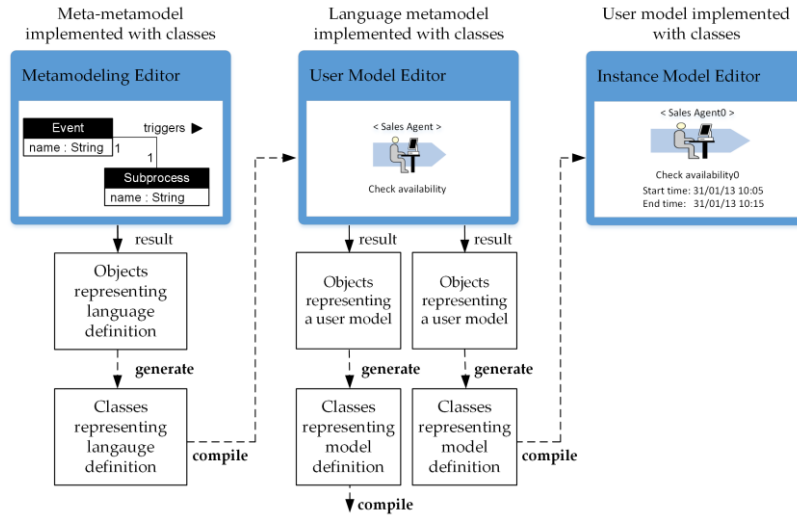 Meta-metamodel
implemented with classes
Metamodeling Editor
Event
name : String
triggers ►
1
1
Subprocess
name : String
result
Objects
representing
language
definition
generate
Classes
representing
langauge
definition
compile
Language metamodel
implemented with classes
User Model Editor
< Sales Agent >
Check availability
result
result
Objects
representing
a user model
Objects
representing
a user model
generate
Classes
representing
model
definition
Classes
representing
model
definition
compile
compile
User model implemented
with classes
Instance Model Editor
< Sales Agent0 >
Check availability0
Start time: 31/01/13 10:05
End time: 31/01/13 10:15